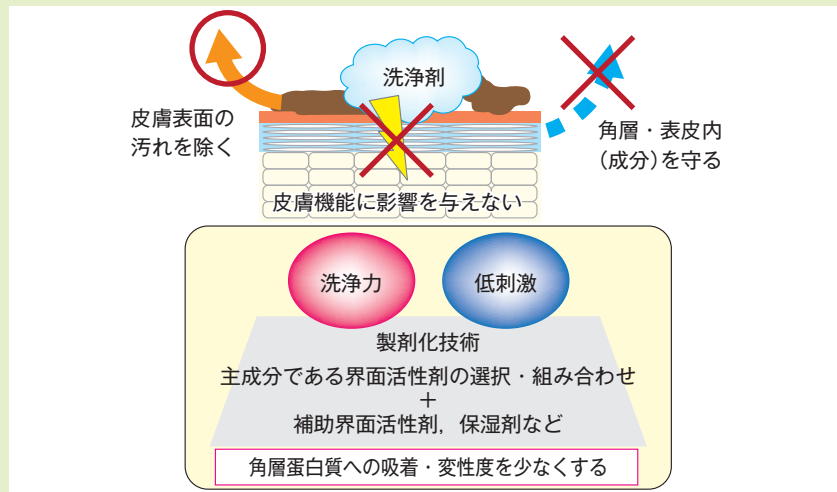 洗浄剤
皮膚表面の
汚れを除く
角層・表皮内
（成分）を守る
皮膚機能に影響を与えない
洗浄力
低刺激
製剤化技術
主成分である界面活性剤の選択・組み合わせ
＋
補助界面活性剤，保湿剤など
角層蛋白質への吸着・変性度を少なくする